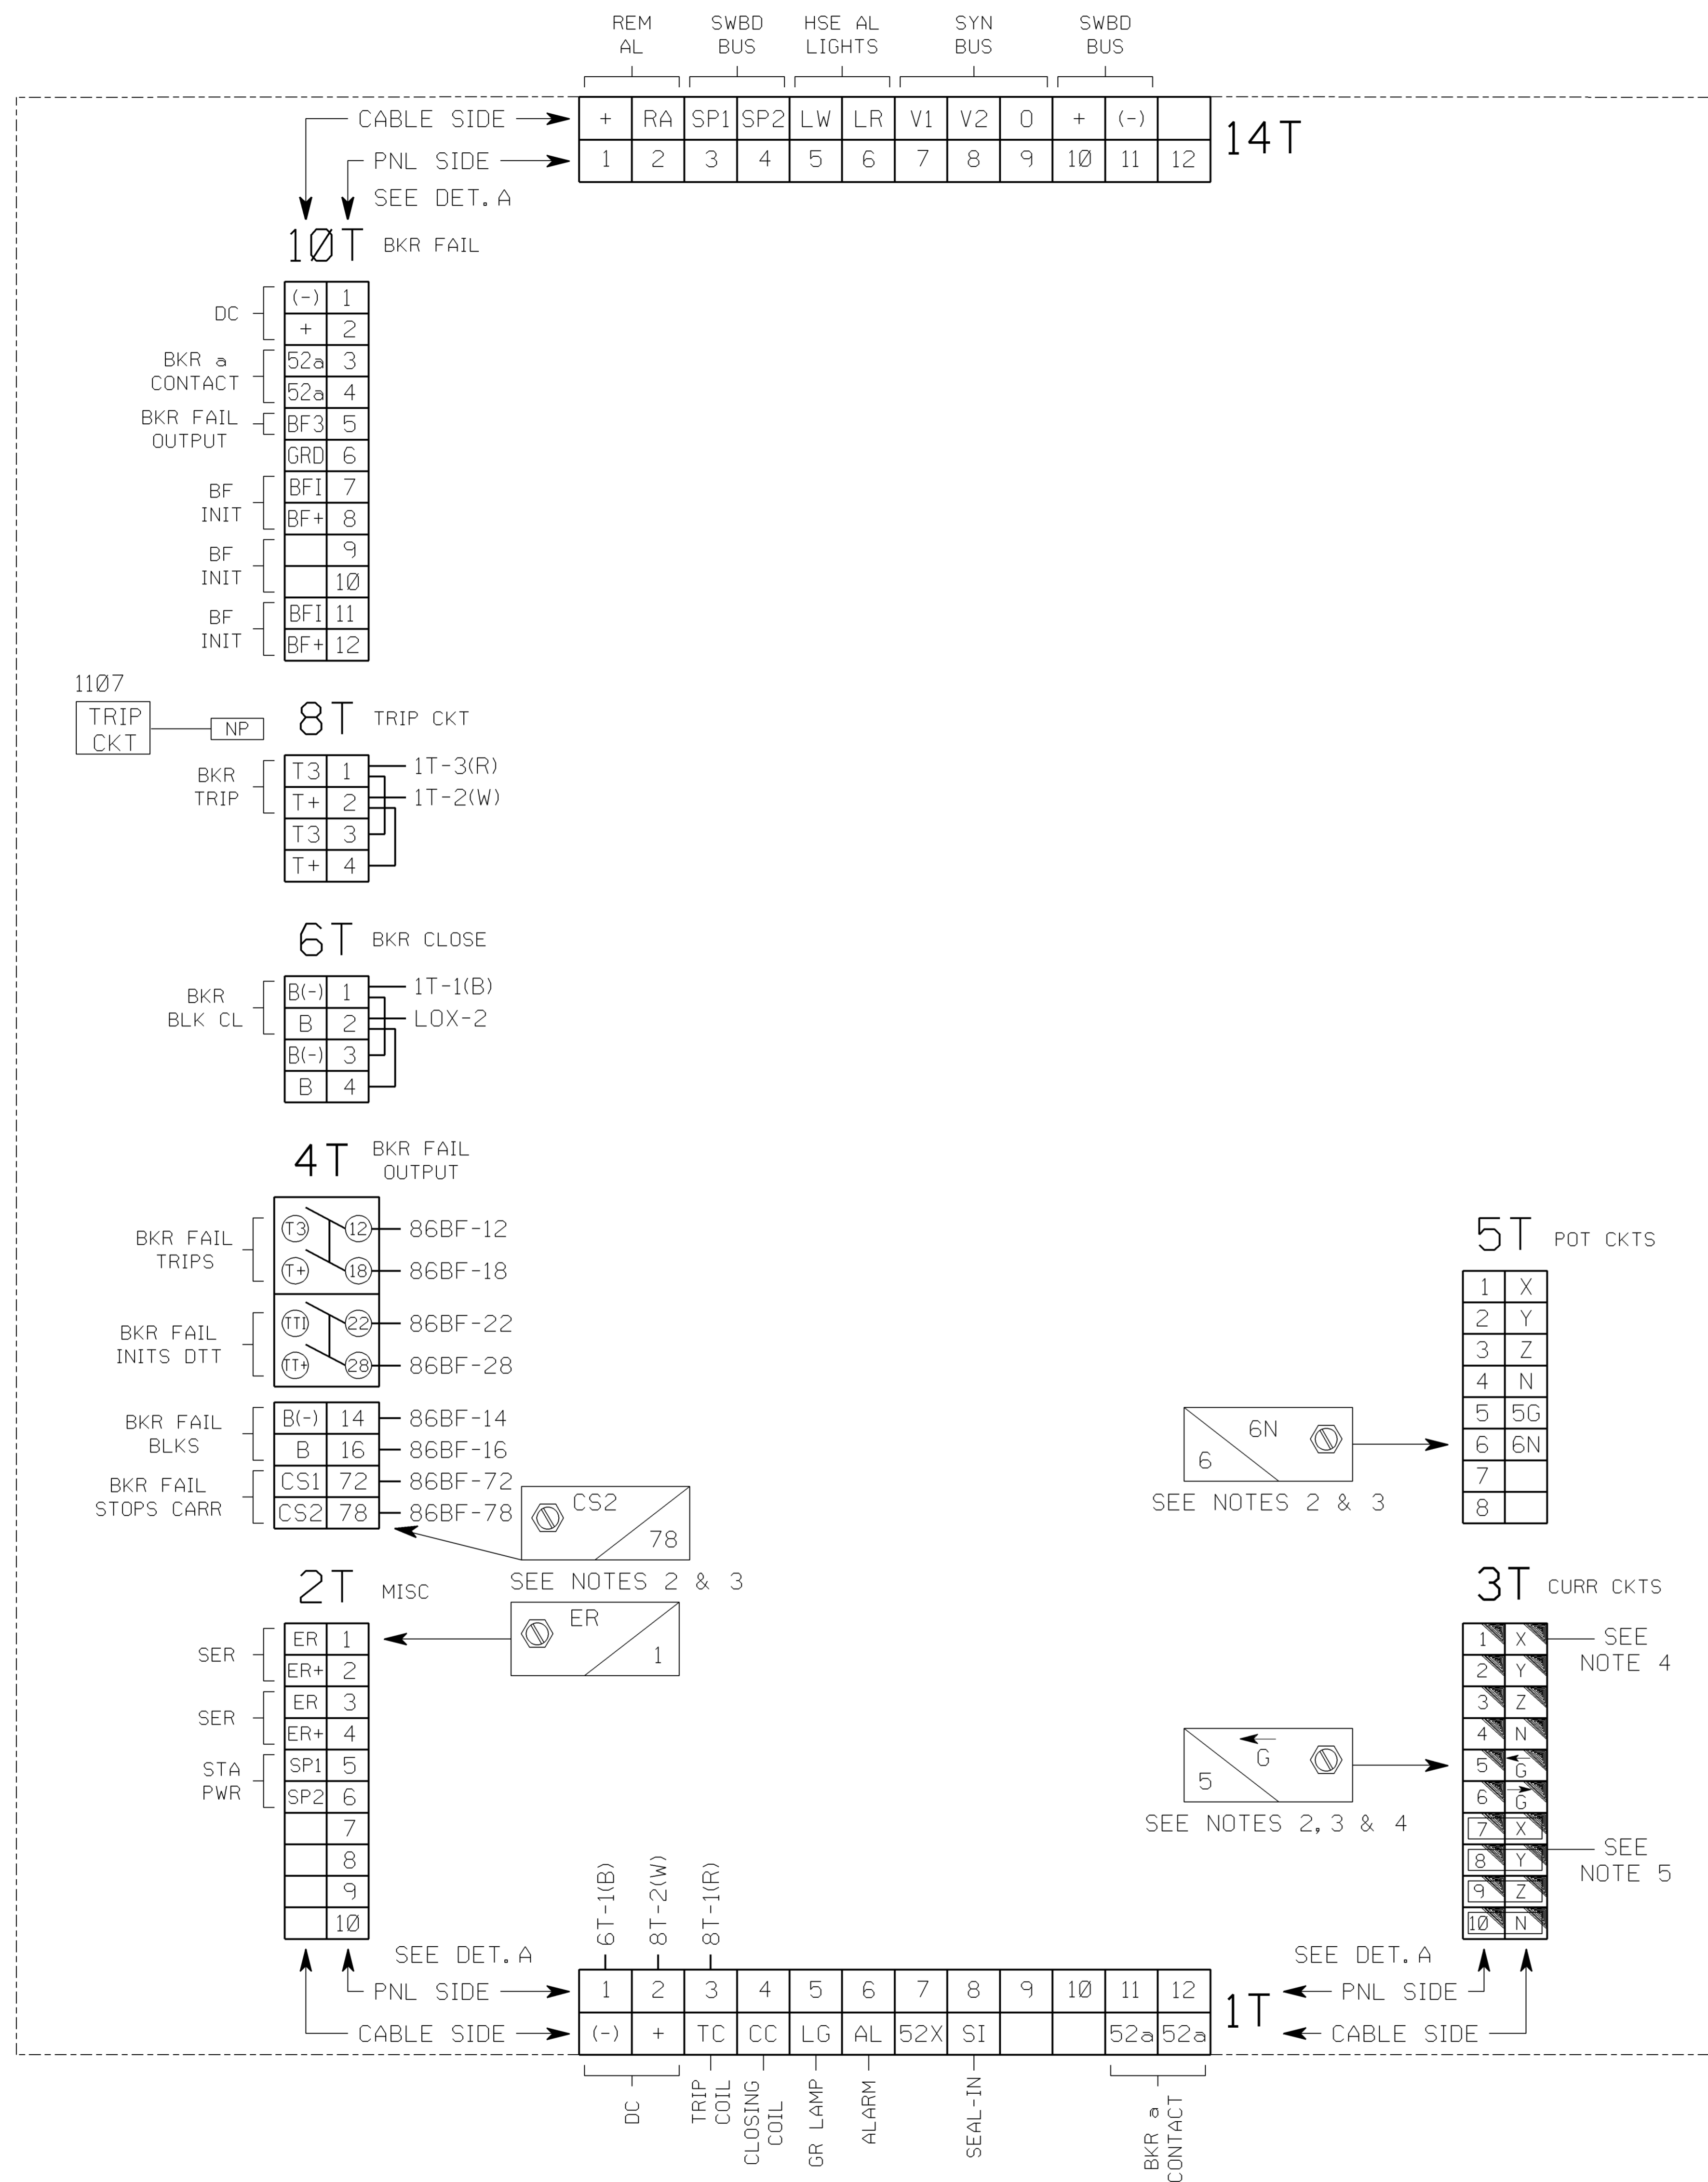 REM AL
SWBD BUS
HSE AL LIGHTS
SYN BUS
SWBD BUS
CABLE SIDE
+ RA SP1 SP2 LW LR V1 V2 O + (-)
PNL SIDE
1 2 3 4 5 6 7 8 9 1Ø 11 12
14T
SEE DET.A
1ØT BKR FAIL
DC
(-) 1
+ 2
BKR a CONTACT
52a 3
52a 4
BKR FAIL OUTPUT
BF3 5
GRD 6
BF INIT
BFI 7
BF+ 8
BF INIT
9
1Ø
BF INIT
BFI 11
BF+ 12
11Ø7
TRIP CKT
NP
8T TRIP CKT
BKR TRIP
T3 1 1T-3(R)
T+ 2 1T-2(W)
T3 3
T+ 4
6T BKR CLOSE
BKR BLK CL
B(-) 1 1T-1(B)
B 2 LOX-2
B(-) 3
B 4
4T BKR FAIL OUTPUT
BKR FAIL TRIPS
T3 12 86BF-12
T+ 18 86BF-18
BKR FAIL INITS DTT
TTI 22 86BF-22
TT+ 28 86BF-28
BKR FAIL BLKS
B(-) 14 86BF-14
B 16 86BF-16
BKR FAIL STOPS CARR
CS1 72 86BF-72
CS2 78 86BF-78
CS2
78
SEE NOTES 2 & 3
2T MISC
SER
ER 1
ER+ 2
SER
ER 3
ER+ 4
STA PWR
SP1 5
SP2 6
7
8
9
1Ø
ER
1
5T POT CKTS
1 X
2 Y
3 Z
4 N
5 5G
6 6N
7
8
6N
6
SEE NOTES 2 & 3
3T CURR CKTS
1 X
2 Y
3 Z
4 N
5 G
6 G
7 X
8 Y
9 Z
1Ø N
SEE NOTE 4
SEE NOTE 5
G
5
SEE NOTES 2,3 & 4
6T-1(B)
8T-2(W)
8T-1(R)
SEE DET.A
PNL SIDE
1 2 3 4 5 6 7 8 9 1Ø 11 12
CABLE SIDE
(-) + TC CC LG AL 52X SI 52a 52a
1T
SEE DET.A
PNL SIDE
CABLE SIDE
DC
TRIP COIL
CLOSING COIL
GR LAMP
ALARM
SEAL-IN
BKR a CONTACT